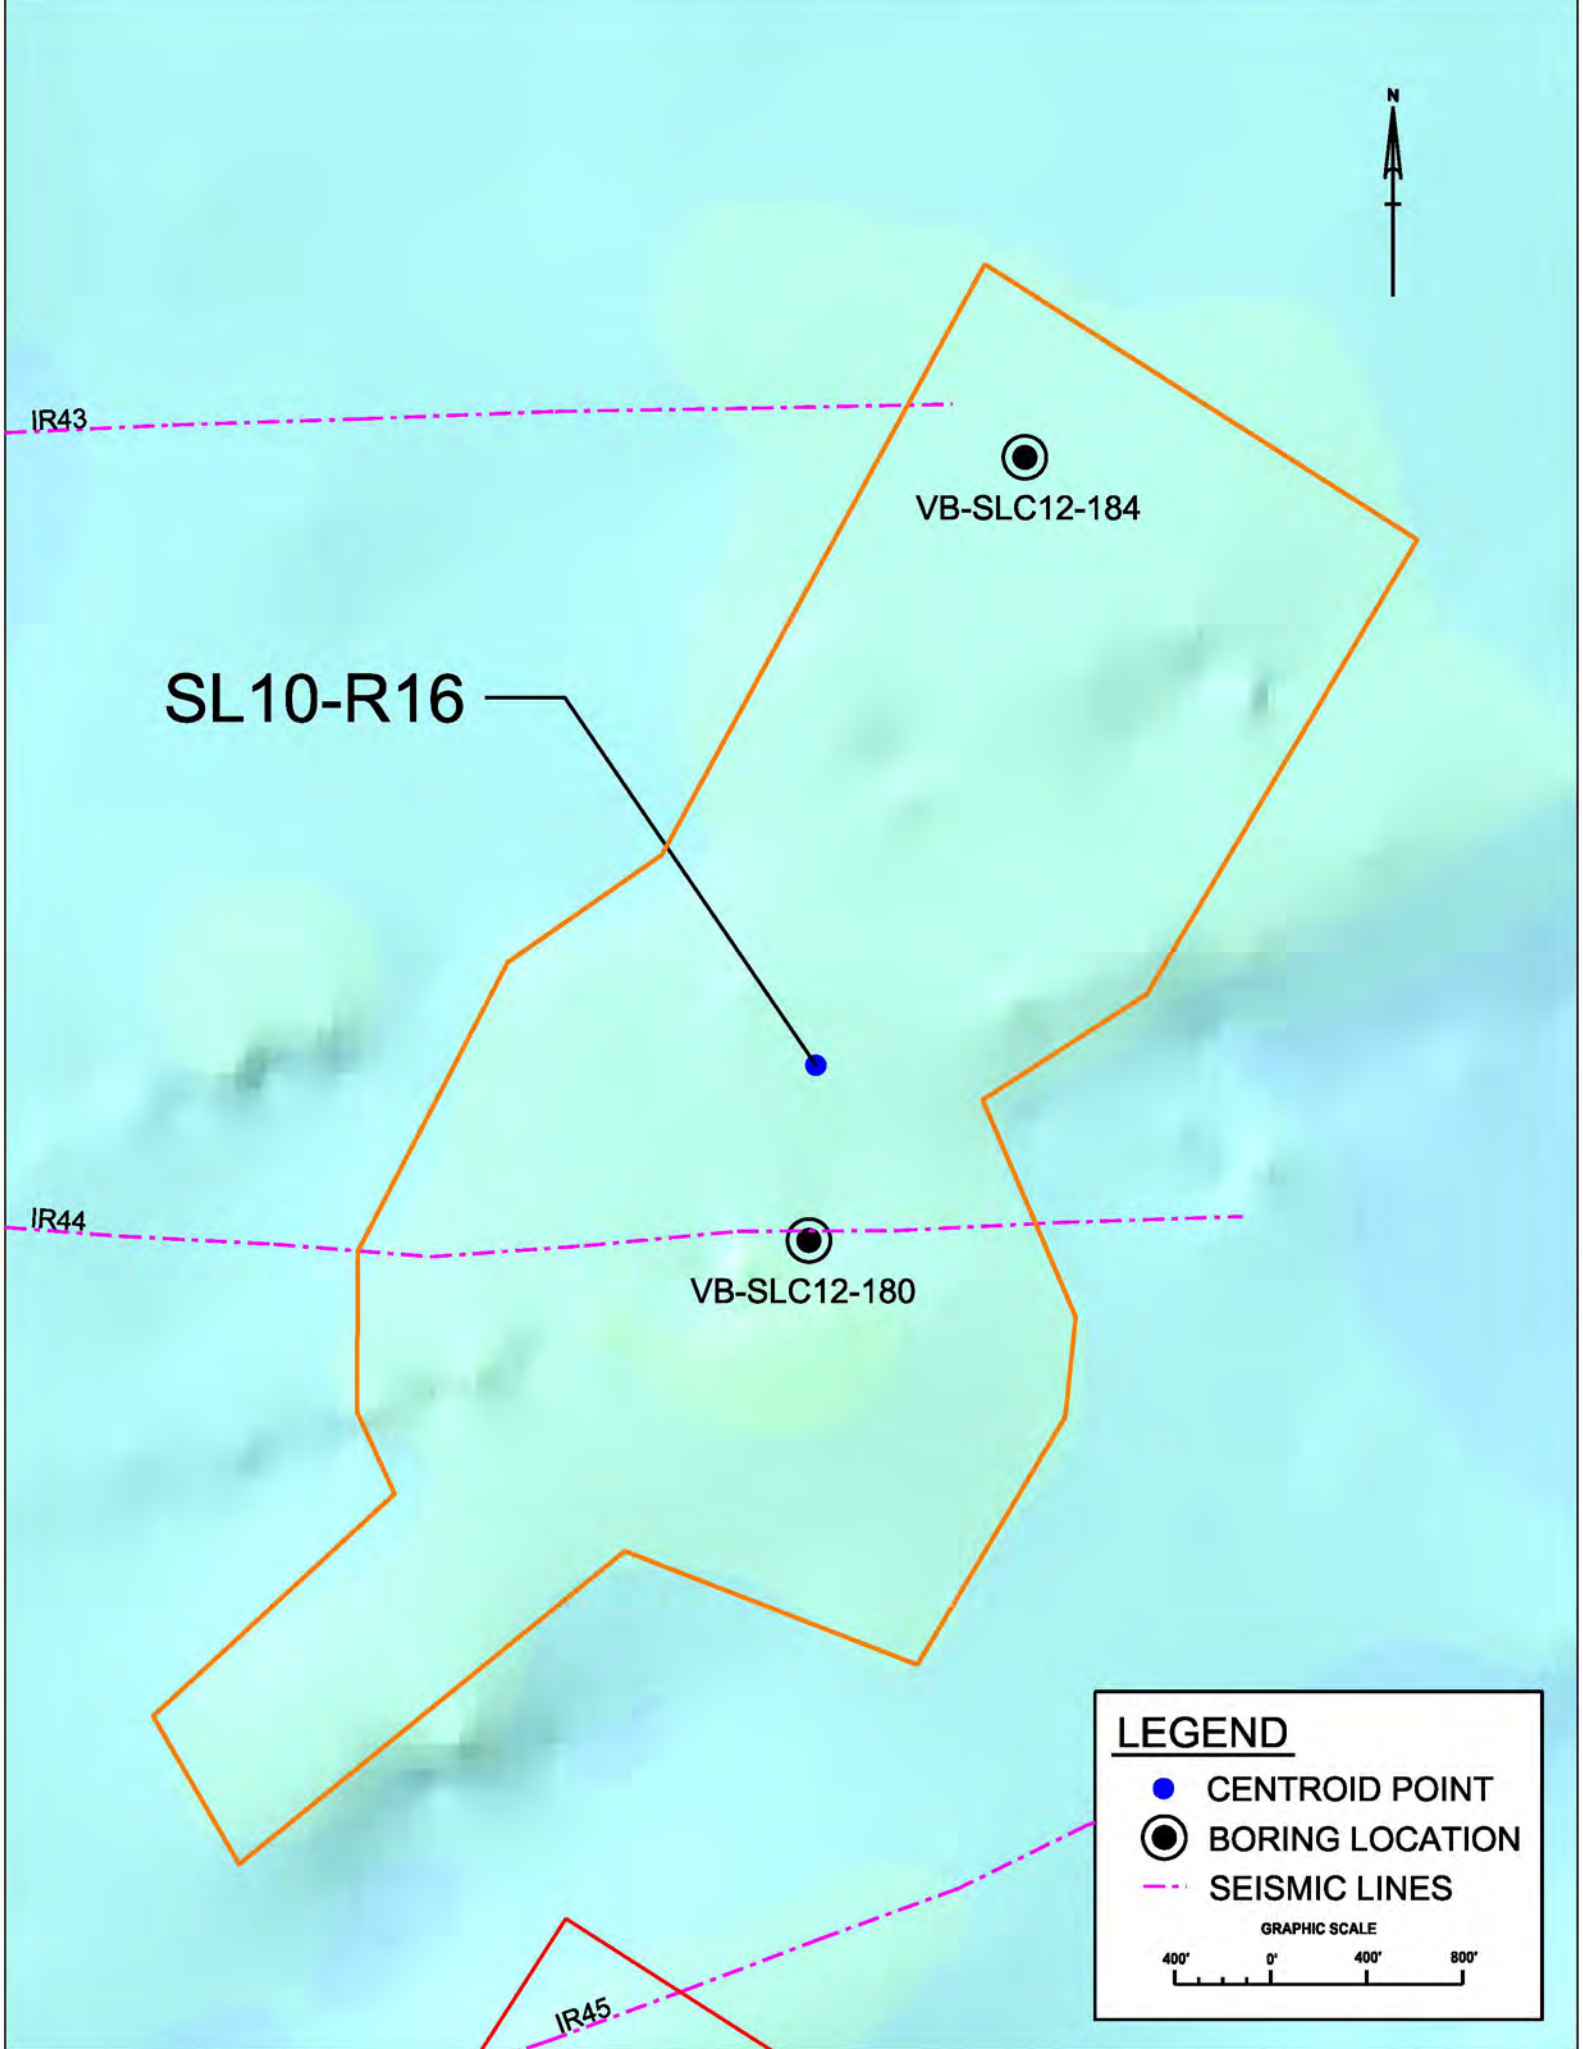 N
IR43
VB-SLC12-184
SL10-R16
IR44
VB-SLC12-180
LEGEND
CENTROID POINT
BORING LOCATION
SEISMIC LINES
GRAPHIC SCALE
400' 0' 400' 800'
IR45